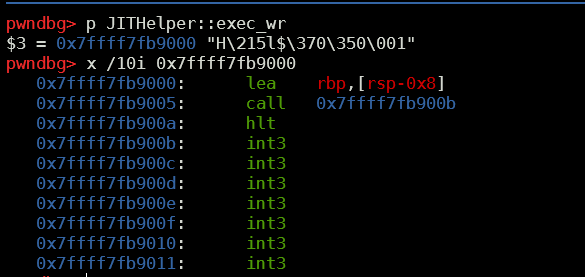 pwndbg> p JITHelper::exec_wr
$3 = 0x7ffff7fb9000 "H\215l$\370\350\001"
pwndbg> x /10i 0x7ffff7fb9000
0x7ffff7fb9000: lea rbp,[rsp-0x8]
0x7ffff7fb9005: call 0x7ffff7fb900b
0x7ffff7fb900a: hlt
0x7ffff7fb900b: int3
0x7ffff7fb900c: int3
0x7ffff7fb900d: int3
0x7ffff7fb900e: int3
0x7ffff7fb900f: int3
0x7ffff7fb9010: int3
0x7ffff7fb9011: int3